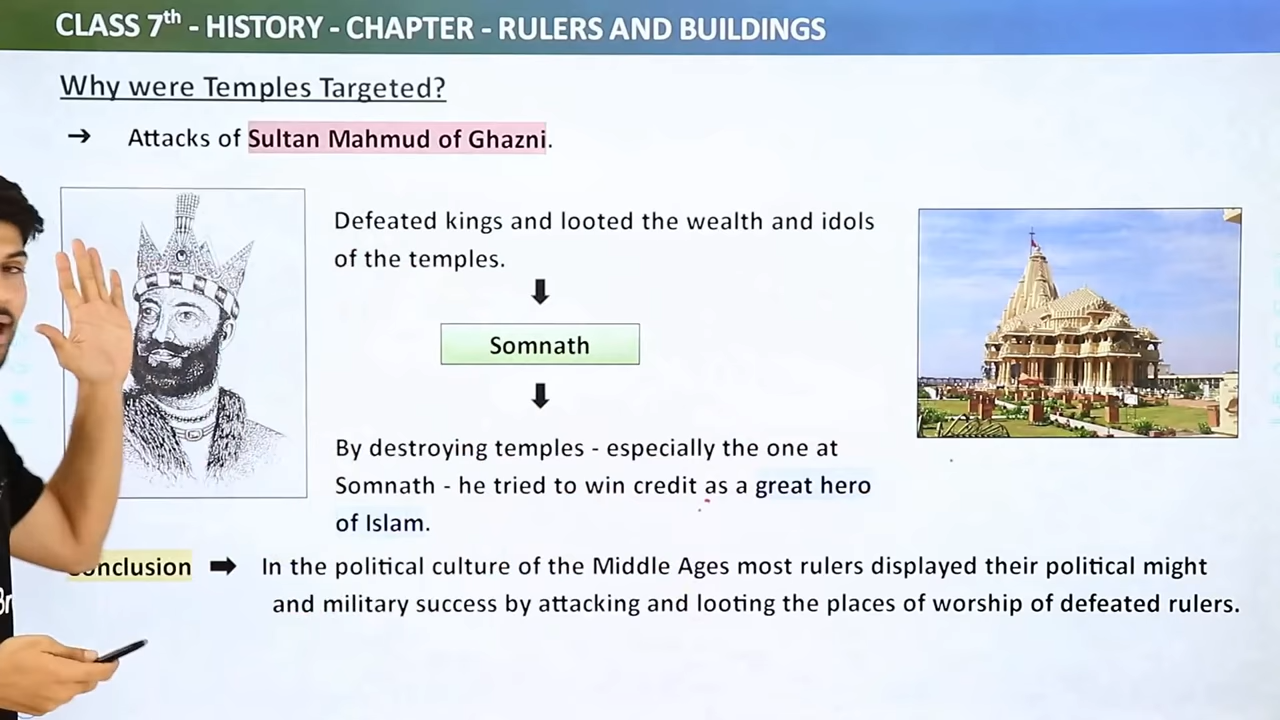 CLASS 7th - HISTORY - CHAPTER - RULERS AND BUILDINGS
Why were Temples Targeted?
→ Attacks of Sultan Mahmud of Ghazni.
Defeated kings and looted the wealth and idols
of the temples.
Somnath
By destroying temples - especially the one at
Somnath - he tried to win credit as a great hero
of Islam.
In the political culture of the Middle Ages most rulers displayed their political might
and military success by attacking and looting the places of worship of defeated rulers.